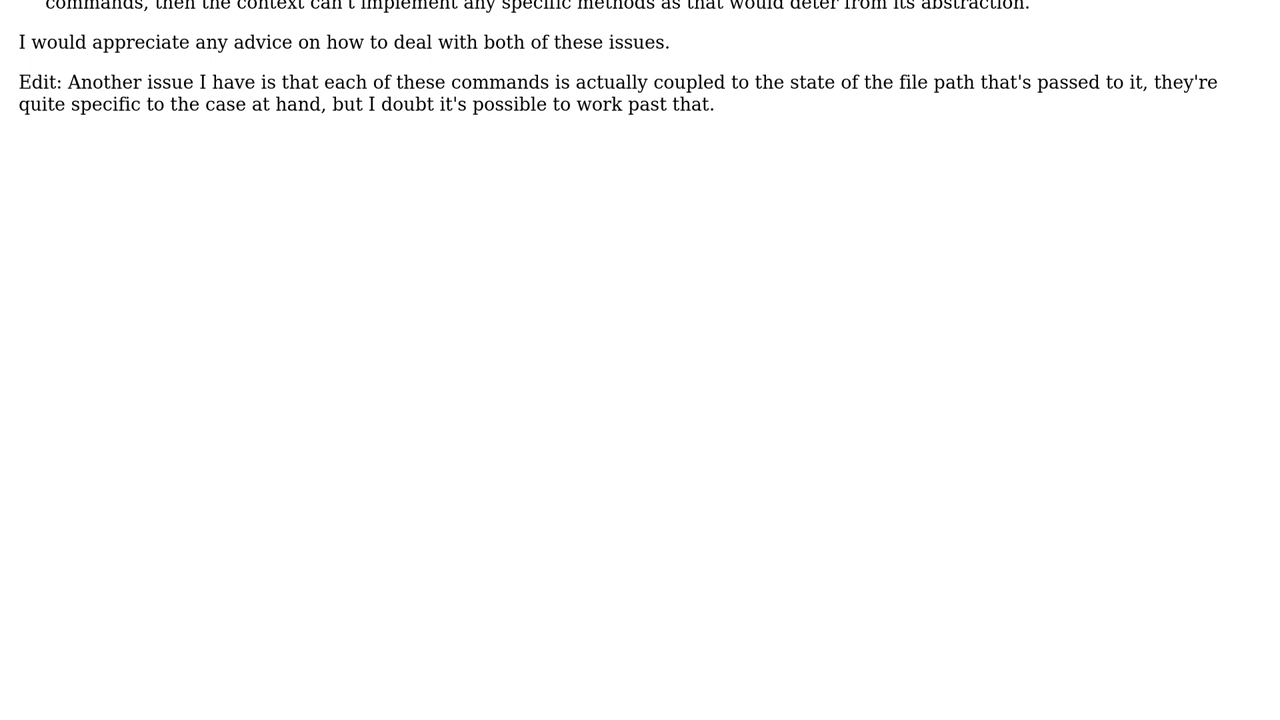 commands, then the context can't implement any specific methods as that would deter from its abstraction.
I would appreciate any advice on how to deal with both of these issues.
Edit: Another issue I have is that each of these commands is actually coupled to the state of the file path that's passed to it, they're
quite specific to the case at hand, but I doubt it's possible to work past that.